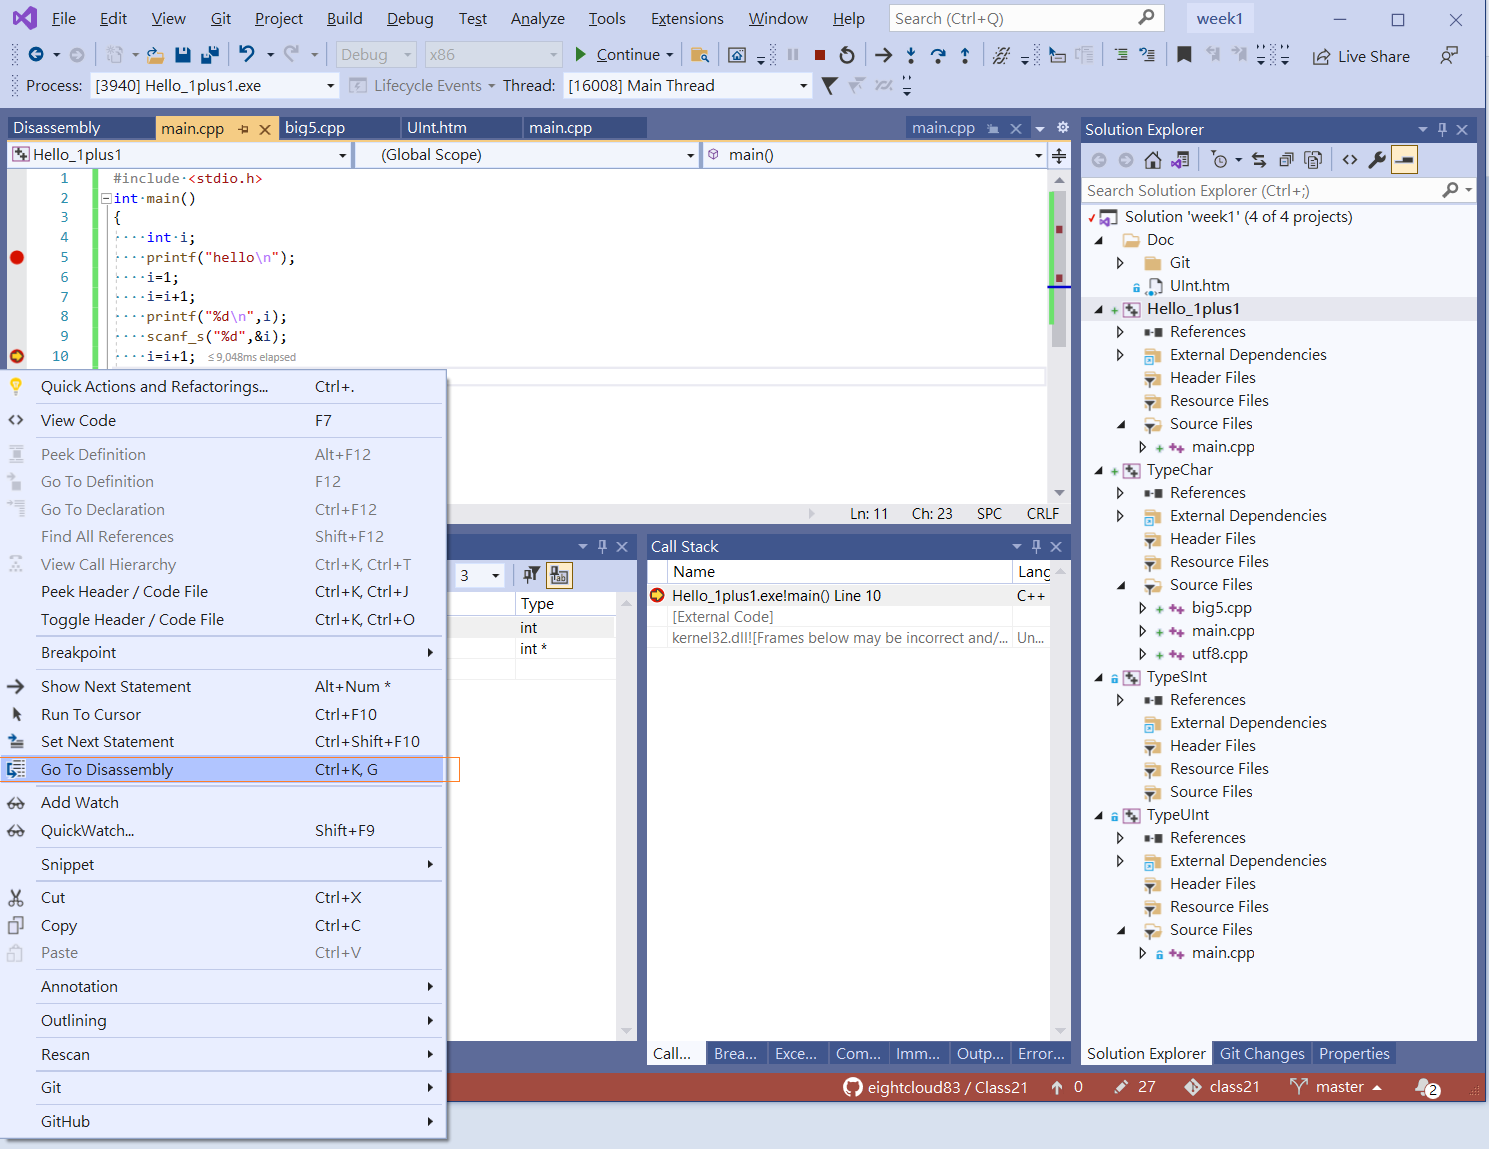 File Edit View Git Project Build Debug Test Analyze Tools Extensions Window Help Search (Ctrl+Q) week1
Debug x86 Continue Live Share
Process: [3940] Hello_1plus1.exe Lifecycle Events Thread: [16008] Main Thread
Disassembly main.cpp big5.cpp UInt.htm main.cpp main.cpp
Hello_1plus1 (Global Scope) main()
1 #include <stdio.h>
2 int main()
3 {
4 int i;
5 printf("hello\n");
6 i=1;
7 i=i+1;
8 printf("%d\n",i);
9 scanf_s("%d",&i);
10 i=i+1; ≤ 9,048ms elapsed
Ln: 11 Ch: 23 SPC CRLF
Quick Actions and Refactorings... Ctrl+.
View Code F7
Peek Definition Alt+F12
Go To Definition F12
Go To Declaration Ctrl+F12
Find All References Shift+F12
View Call Hierarchy Ctrl+K, Ctrl+T
Peek Header / Code File Ctrl+K, Ctrl+J
Toggle Header / Code File Ctrl+K, Ctrl+O
Breakpoint
Show Next Statement Alt+Num *
Run To Cursor Ctrl+F10
Set Next Statement Ctrl+Shift+F10
Go To Disassembly Ctrl+K, G
Add Watch
QuickWatch... Shift+F9
Snippet
Cut Ctrl+X
Copy Ctrl+C
Paste Ctrl+V
Annotation
Outlining
Rescan
Git
GitHub
3
Type
int
int *
Call Stack
Name Lang
Hello_1plus1.exe!main() Line 10 C++
[External Code]
kernel32.dll![Frames below may be incorrect and/... Un...
Call... Brea... Exce... Com... Imm... Outp... Error...
Solution Explorer
Search Solution Explorer (Ctrl+;)
Solution 'week1' (4 of 4 projects)
Doc
Git
UInt.htm
Hello_1plus1
References
External Dependencies
Header Files
Resource Files
Source Files
main.cpp
TypeChar
References
External Dependencies
Header Files
Resource Files
Source Files
big5.cpp
main.cpp
utf8.cpp
TypeSInt
References
External Dependencies
Header Files
Resource Files
Source Files
TypeUInt
References
External Dependencies
Header Files
Resource Files
Source Files
main.cpp
Solution Explorer Git Changes Properties
eightcloud83 / Class21 0 27 class21 master 2